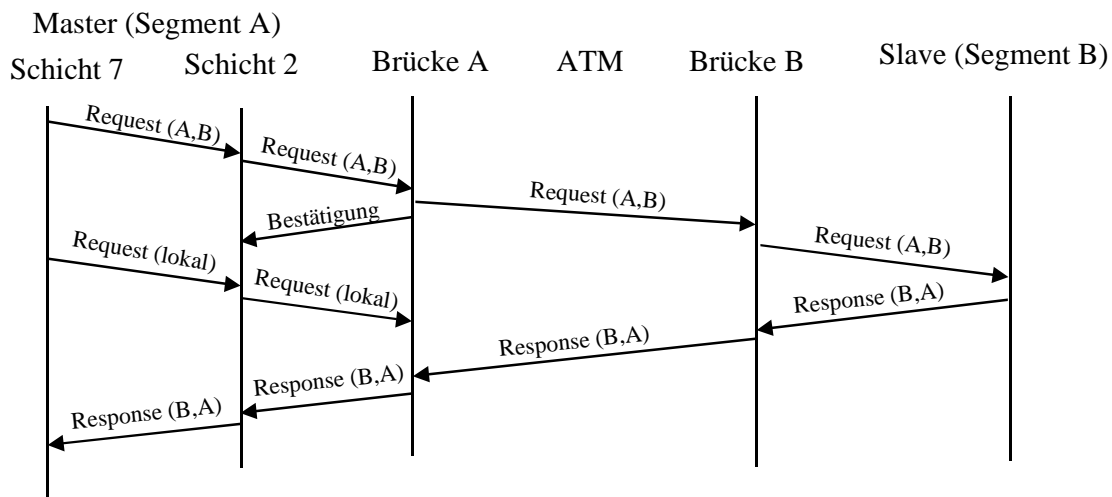 Master (Segment A)
Schicht 7 Schicht 2 Brücke A ATM Brücke B Slave (Segment B)
Request (A,B)
Request (A,B)
Request (A,B)
Bestätigung
Request (A,B)
Request (lokal)
Request (lokal)
Response (B,A)
Response (B,A)
Response (B,A)
Response (B,A)